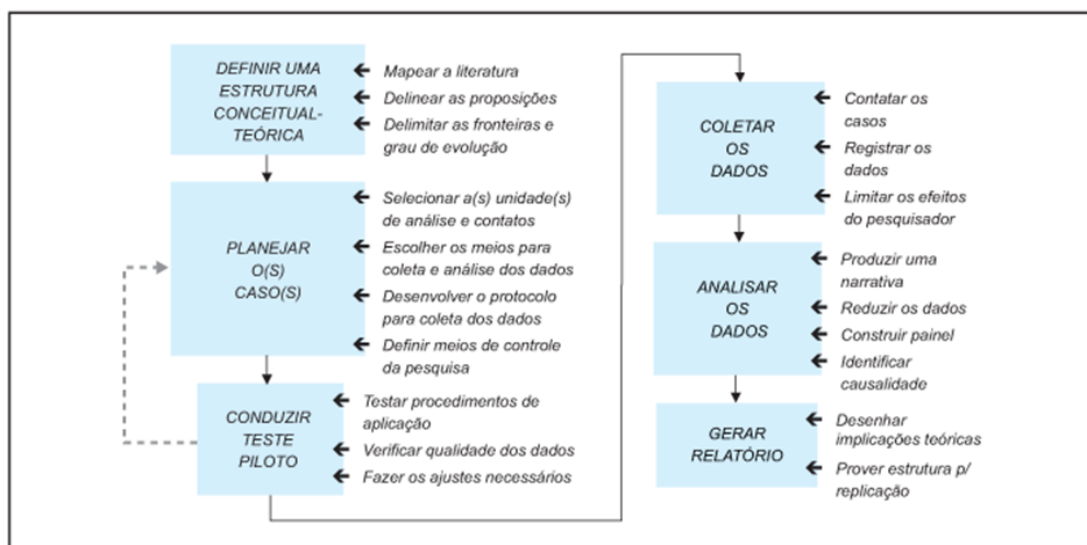 DEFINIR UMA
ESTRUTURA
CONCEITUAL-
TEÓRICA
Mapear a literatura
Delinear as proposições
Delimitar as fronteiras e
grau de evolução
PLANEJAR
O(S)
CASO(S)
Selecionar a(s) unidade(s)
de análise e contatos
Escolher os meios para
coleta e análise dos dados
Desenvolver o protocolo
para coleta dos dados
Definir meios de controle
da pesquisa
CONDUZIR
TESTE
PILOTO
Testar procedimentos de
aplicação
Verificar qualidade dos dados
Fazer os ajustes necessários
COLETAR
OS
DADOS
Contatar os
casos
Registrar os
dados
Limitar os efeitos
do pesquisador
ANALISAR
OS
DADOS
Produzir uma
narrativa
Reduzir os dados
Construir painel
Identificar
causalidade
GERAR
RELATÓRIO
Desenhar
implicações teóricas
Prover estrutura p/
replicação